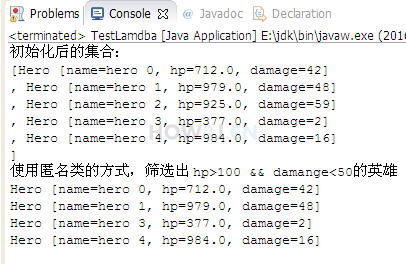 Problems Console Javadoc Declaration
<terminated> TestLamdba [Java Application] E:\jdk\bin\javaw.exe (201
初始化后的集合：
[Hero [name=hero 0, hp=712.0, damage=42]
, Hero [name=hero 1, hp=979.0, damage=48]
, Hero [name=hero 2, hp=925.0, damage=59]
, Hero [name=hero 3, hp=377.0, damage=2]
, Hero [name=hero 4, hp=984.0, damage=16]
]
使用匿名类的方式，筛选出 hp>100 && damange<50的英雄
Hero [name=hero 0, hp=712.0, damage=42]
Hero [name=hero 1, hp=979.0, damage=48]
Hero [name=hero 3, hp=377.0, damage=2]
Hero [name=hero 4, hp=984.0, damage=16]